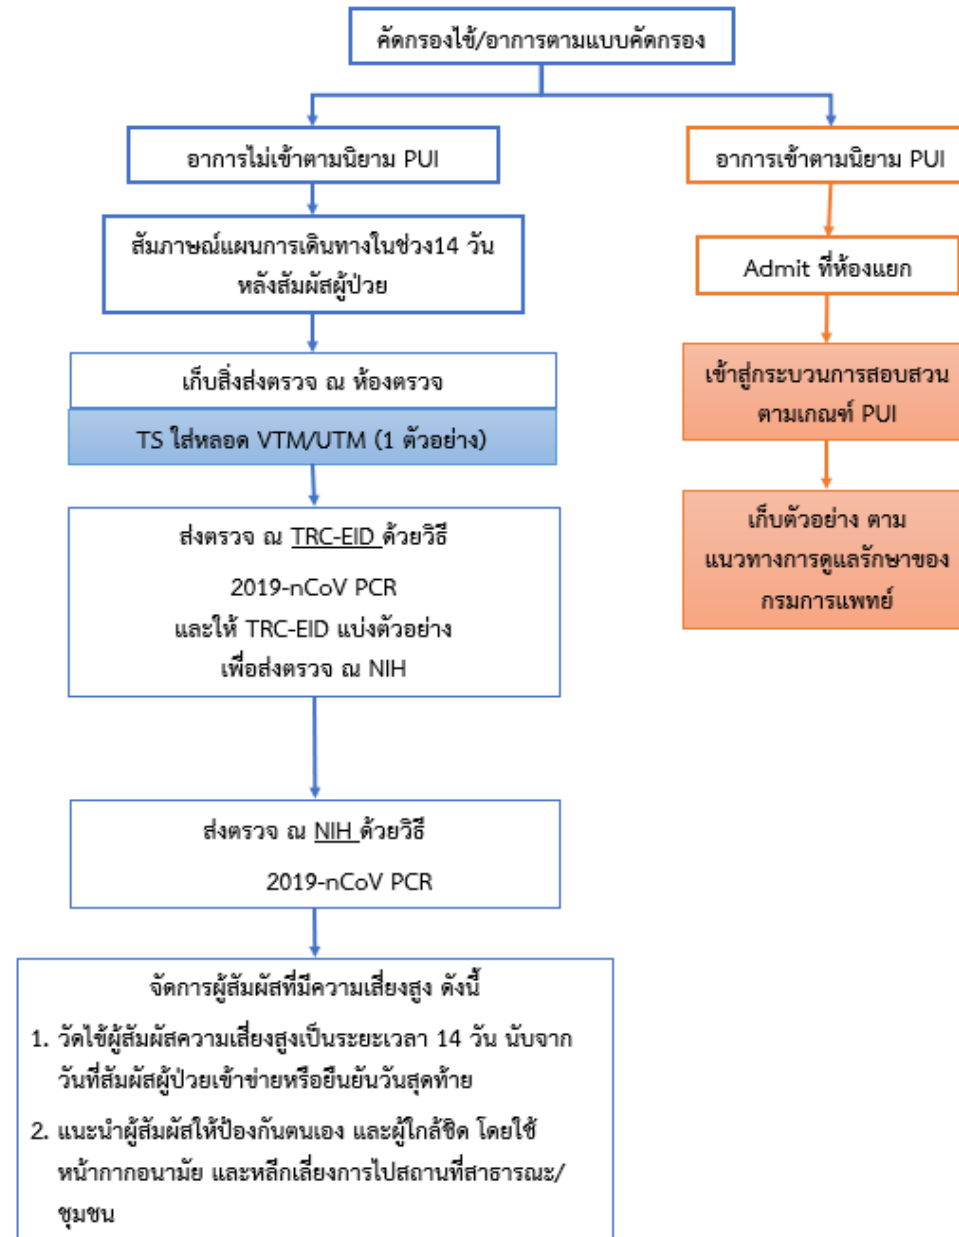 คัดกรองไข้/อาการตามแบบคัดกรอง
อาการไม่เข้าตามนิยาม PUI
สัมภาษณ์แผนการเดินทางในช่วง14 วัน
หลังสัมผัสผู้ป่วย
เก็บสิ่งส่งตรวจ ณ ห้องตรวจ
TS ใส่หลอด VTM/UTM (1 ตัวอย่าง)
ส่งตรวจ ณ TRC-EID ด้วยวิธี
2019-nCoV PCR
และให้ TRC-EID แบ่งตัวอย่าง
เพื่อส่งตรวจ ณ NIH
ส่งตรวจ ณ NIH ด้วยวิธี
2019-nCoV PCR
จัดการผู้สัมผัสที่มีความเสี่ยงสูง ดังนี้
1. วัดไข้ผู้สัมผัสความเสี่ยงสูงเป็นระยะเวลา 14 วัน นับจาก
วันที่สัมผัสผู้ป่วยเข้าข่ายหรือยืนยันวันสุดท้าย
2. แนะนำผู้สัมผัสให้ป้องกันตนเอง และผู้ใกล้ชิด โดยใช้
หน้ากากอนามัย และหลีกเลี่ยงการไปสถานที่สาธารณะ/
ชุมชน
อาการเข้าตามนิยาม PUI
Admit ที่ห้องแยก
เข้าสู่กระบวนการสอบสวน
ตามเกณฑ์ PUI
เก็บตัวอย่าง ตาม
แนวทางการดูแลรักษาของ
กรมการแพทย์